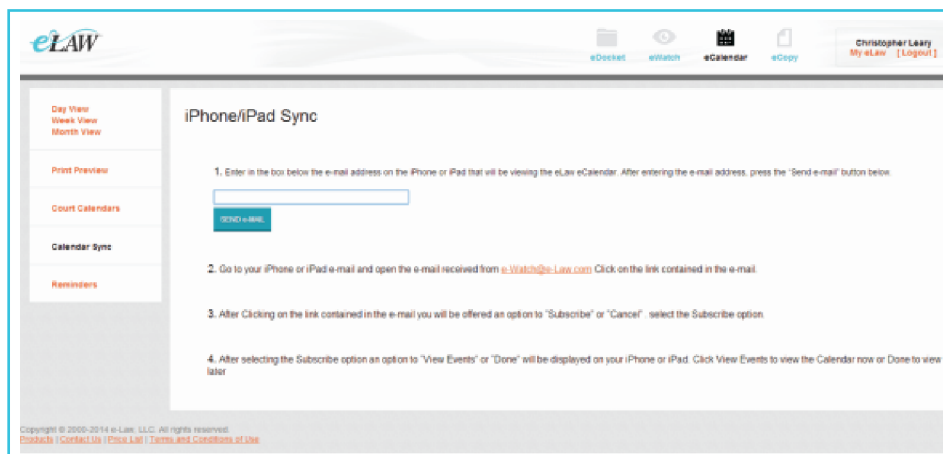 eLAW
eDocket eWatch eCalendar eCopy
Christopher Leary
My eLaw [Logout]
Day View
Week View
Month View
Print Preview
Court Calendars
Calendar Sync
Reminders
iPhone/iPad Sync
1. Enter in the box below the e-mail address on the iPhone or iPad that will be viewing the eLaw eCalendar. After entering the e-mail address, press the "Send e-mail" button below.
SEND e-MAIL
2. Go to your iPhone or iPad e-mail and open the e-mail received from e-Watch@e-Law.com Click on the link contained in the e-mail.
3. After Clicking on the link contained in the e-mail you will be offered an option to "Subscribe" or "Cancel" . select the Subscribe option
4. After selecting the Subscribe option an option to "View Events" or "Done" will be displayed on your iPhone or iPad. Click View Events to view the Calendar now or Done to view
later
Copyright © 2000-2014 e-Law, LLC. All rights reserved.
Products | Contact Us | Price List | Terms and Conditions of Use